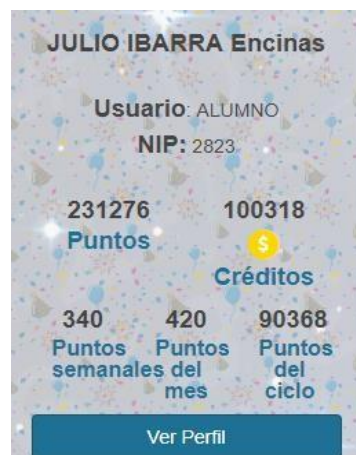 JULIO IBARRA Encinas
Usuario: ALUMNO
NIP: 2823
231276 100318
Puntos $
Créditos
340 420 90368
Puntos Puntos Puntos
semanales del del
mes ciclo
Ver Perfil